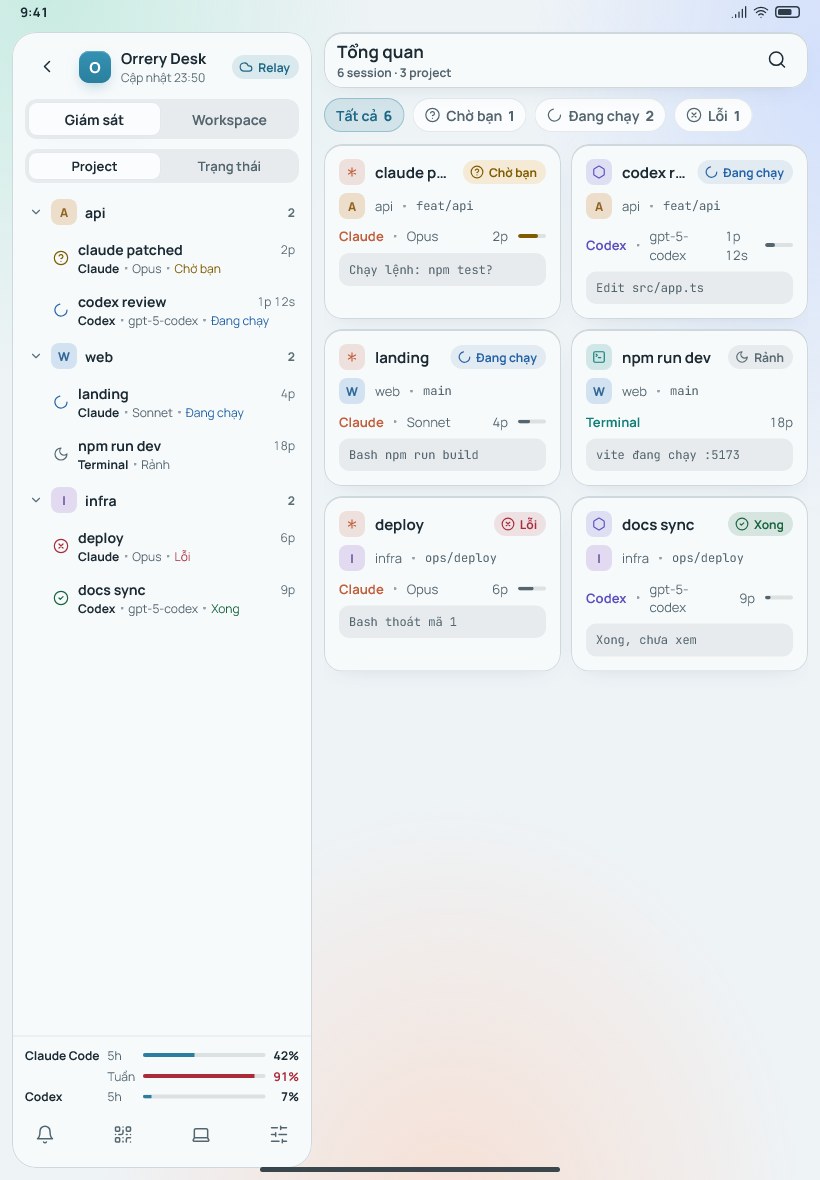 9:41
O
Orrery Desk
Cập nhật 23:50
Relay
Giám sát
Workspace
Project
Trạng thái
A api 2
claude patched 2p
Claude • Opus • Chờ bạn
codex review 1p 12s
Codex • gpt-5-codex • Đang chạy
W web 2
landing 4p
Claude • Sonnet • Đang chạy
npm run dev 18p
Terminal • Rảnh
I infra 2
deploy 6p
Claude • Opus • Lỗi
docs sync 9p
Codex • gpt-5-codex • Xong
Claude Code 5h 42%
Tuần 91%
Codex 5h 7%
Tổng quan
6 session · 3 project
Tất cả 6
Chờ bạn 1
Đang chạy 2
Lỗi 1
claude p... Chờ bạn
A api • feat/api
Claude • Opus 2p
Chạy lệnh: npm test?
codex r... Đang chạy
A api • feat/api
Codex • gpt-5-codex 1p 12s
Edit src/app.ts
landing Đang chạy
W web • main
Claude • Sonnet 4p
Bash npm run build
npm run dev Rảnh
W web • main
Terminal 18p
vite đang chạy :5173
deploy Lỗi
I infra • ops/deploy
Claude • Opus 6p
Bash thoát mã 1
docs sync Xong
I infra • ops/deploy
Codex • gpt-5-codex 9p
Xong, chưa xem